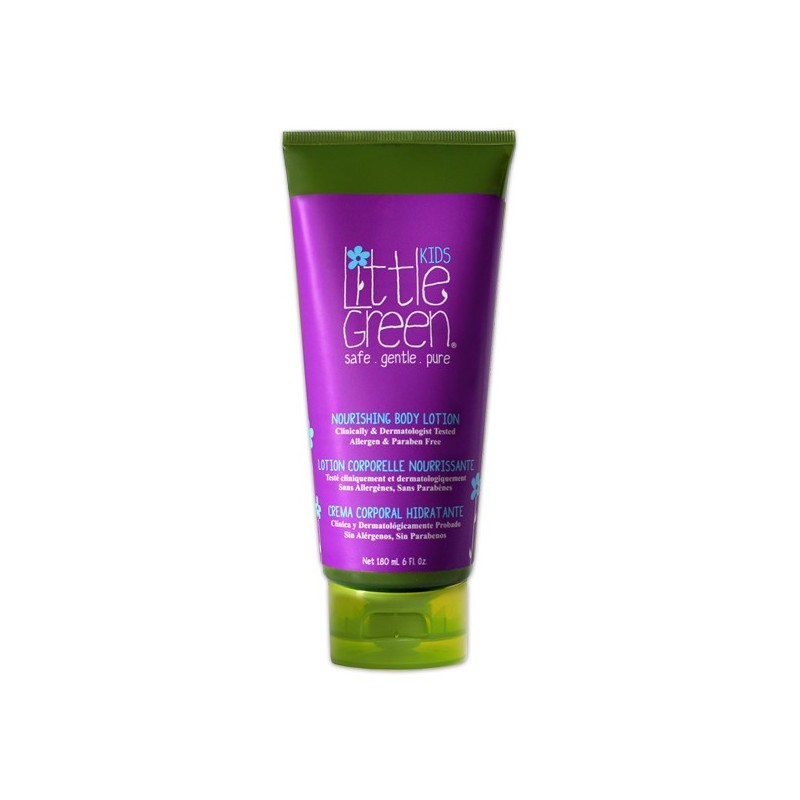 KIDS
Little
Green®
safe . gentle . pure
NOURISHING BODY LOTION
Clinically & Dermatologist Tested
Allergen & Paraben Free
LOTION CORPORELLE NOURRISSANTE
Testé cliniquement et dermatologiquement
Sans Allergènes, Sans Parabènes
CREMA CORPORAL HIDRATANTE
Clínica y Dermatológicamente Probado
Sin Alérgenos, Sin Parabenos
Net 180 mL 6 Fl. Oz.